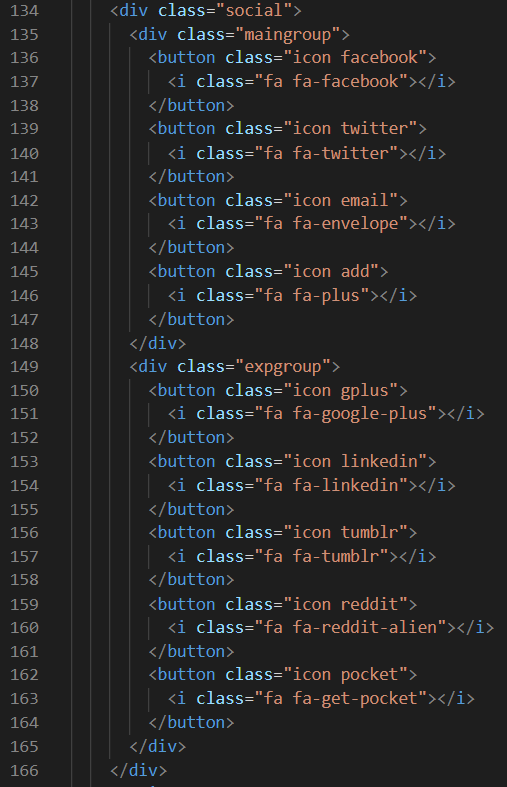 134 <div class="social">
135 <div class="maingroup">
136 <button class="icon facebook">
137 <i class="fa fa-facebook"></i>
138 </button>
139 <button class="icon twitter">
140 <i class="fa fa-twitter"></i>
141 </button>
142 <button class="icon email">
143 <i class="fa fa-envelope"></i>
144 </button>
145 <button class="icon add">
146 <i class="fa fa-plus"></i>
147 </button>
148 </div>
149 <div class="expgroup">
150 <button class="icon gplus">
151 <i class="fa fa-google-plus"></i>
152 </button>
153 <button class="icon linkedin">
154 <i class="fa fa-linkedin"></i>
155 </button>
156 <button class="icon tumblr">
157 <i class="fa fa-tumblr"></i>
158 </button>
159 <button class="icon reddit">
160 <i class="fa fa-reddit-alien"></i>
161 </button>
162 <button class="icon pocket">
163 <i class="fa fa-get-pocket"></i>
164 </button>
165 </div>
166 </div>